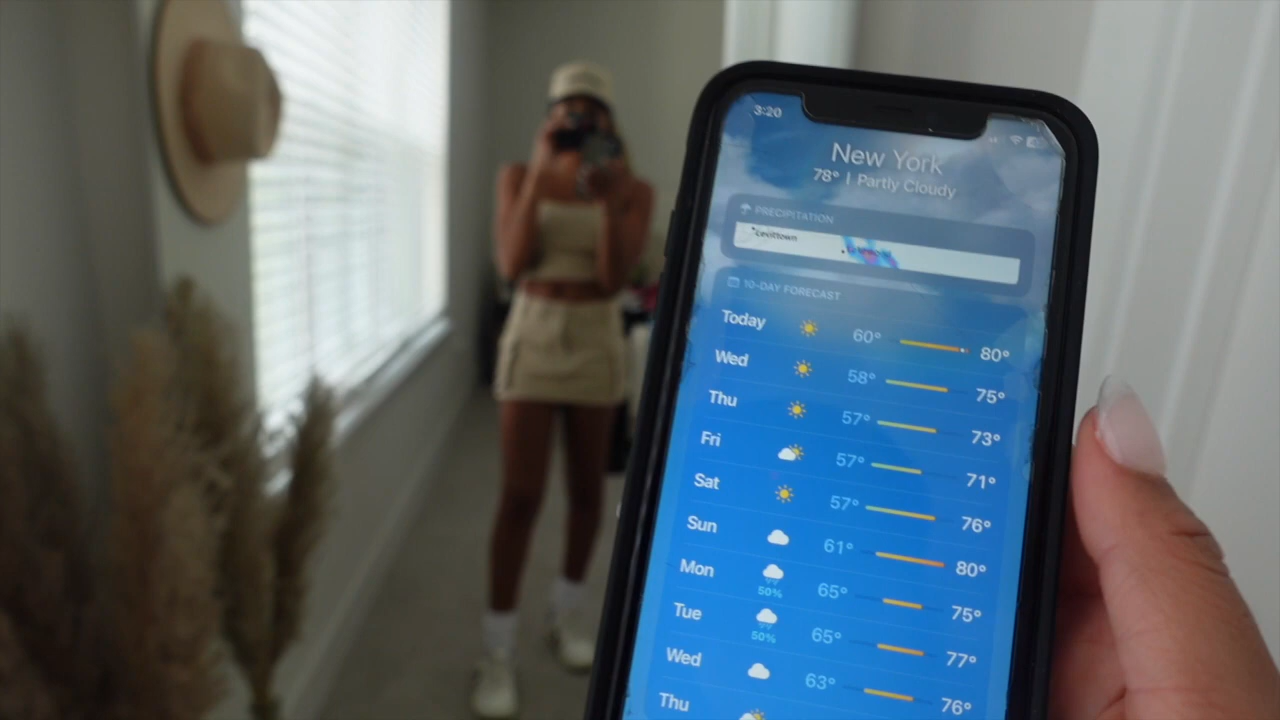 3:20
New York
78° | Partly Cloudy
PRECIPITATION
Levittown
10-DAY FORECAST
Today 60° 80°
Wed 58° 75°
Thu 57° 73°
Fri 57° 71°
Sat 57° 76°
Sun 61° 80°
Mon 50% 65° 75°
Tue 50% 65° 77°
Wed 63° 76°
Thu